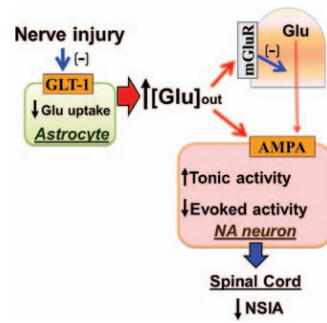 Nerve injury
(-)
GLT-1
↓ Glu uptake
Astrocyte
↑[Glu]out
mGluR
Glu
(-)
AMPA
↑Tonic activity
↓Evoked activity
NA neuron
Spinal Cord
↓ NSIA